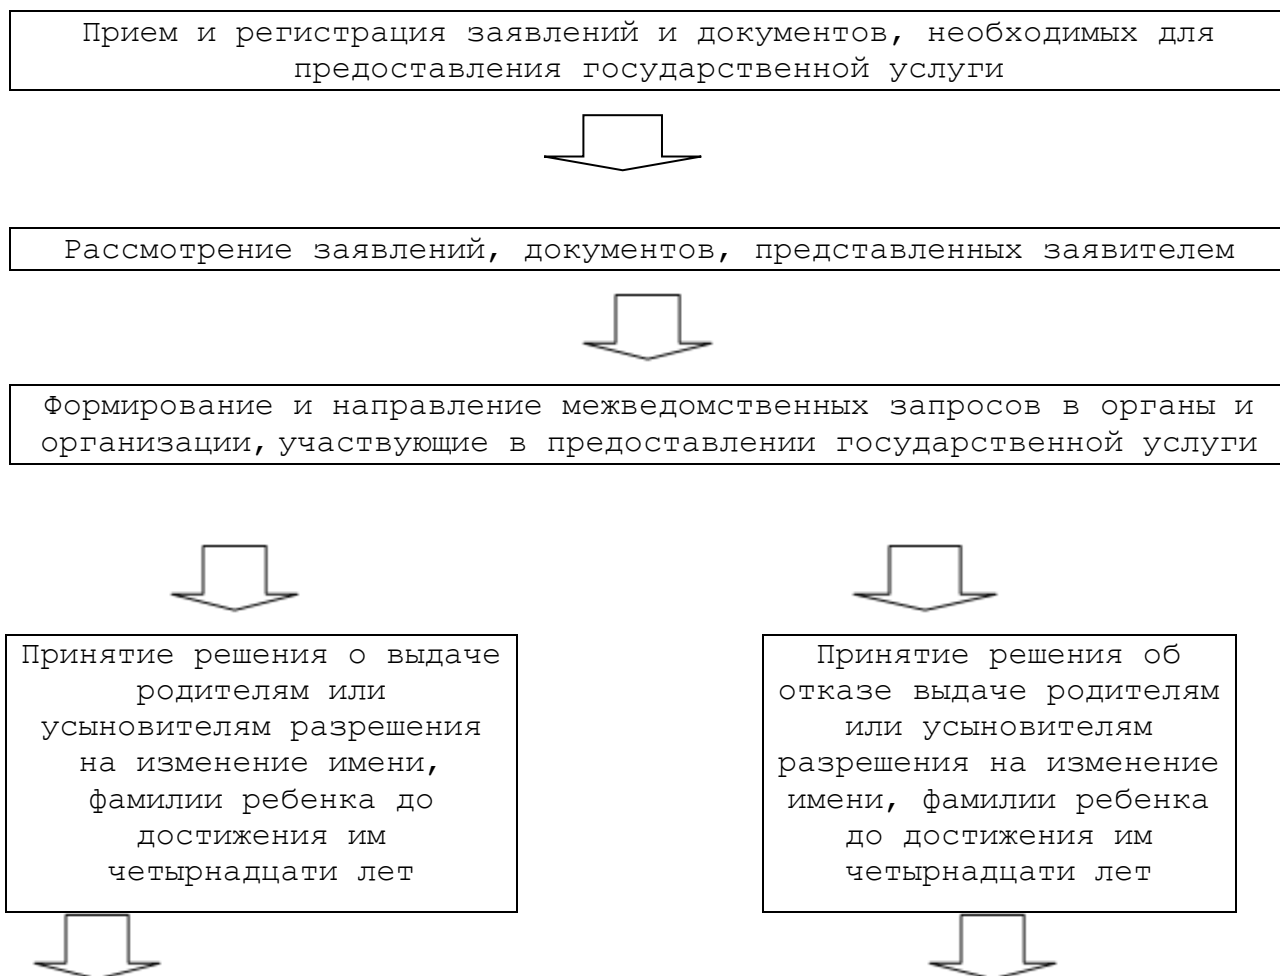 Прием и регистрация заявлений и документов, необходимых для
предоставления государственной услуги
Рассмотрение заявлений, документов, представленных заявителем
Формирование и направление межведомственных запросов в органы и
организации, участвующие в предоставлении государственной услуги
Принятие решения о выдаче
родителям или
усыновителям разрешения
на изменение имени,
фамилии ребенка до
достижения им
четырнадцати лет
Принятие решения об
отказе выдаче родителям
или усыновителям
разрешения на изменение
имени, фамилии ребенка
до достижения им
четырнадцати лет